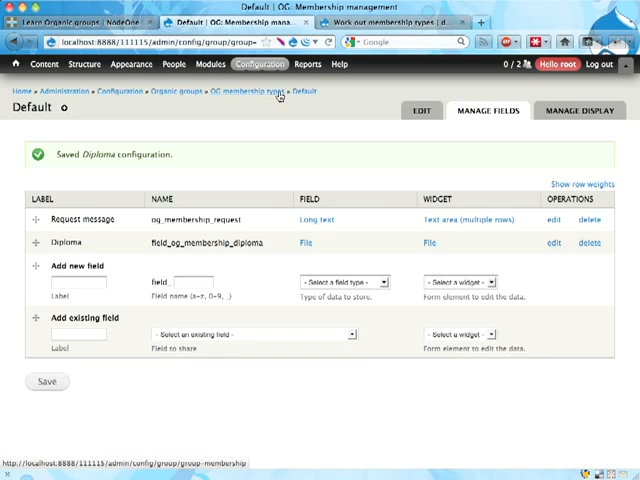 Default | OG: Membership management
Learn Organic groups | NodeOne
Default | OG: Membership mana...
Work out membership types | d...
localhost:8888/111115/admin/config/group/group-
Google
Content Structure Appearance People Modules Configuration Reports Help
0 / 2 Hello root Log out
Home » Administration » Configuration » Organic groups » OG membership types » Default
Default
EDIT MANAGE FIELDS MANAGE DISPLAY
Saved Diploma configuration.
Show row weights
LABEL NAME FIELD WIDGET OPERATIONS
Request message og_membership_request Long text Text area (multiple rows) edit delete
Diploma field_og_membership_diploma File File edit delete
Add new field
field_ - Select a field type - - Select a widget -
Label Field name (a-z, 0-9, _) Type of data to store. Form element to edit the data.
Add existing field
- Select an existing field - - Select a widget -
Label Field to share Form element to edit the data.
Save
http://localhost:8888/111115/admin/config/group/group-membership